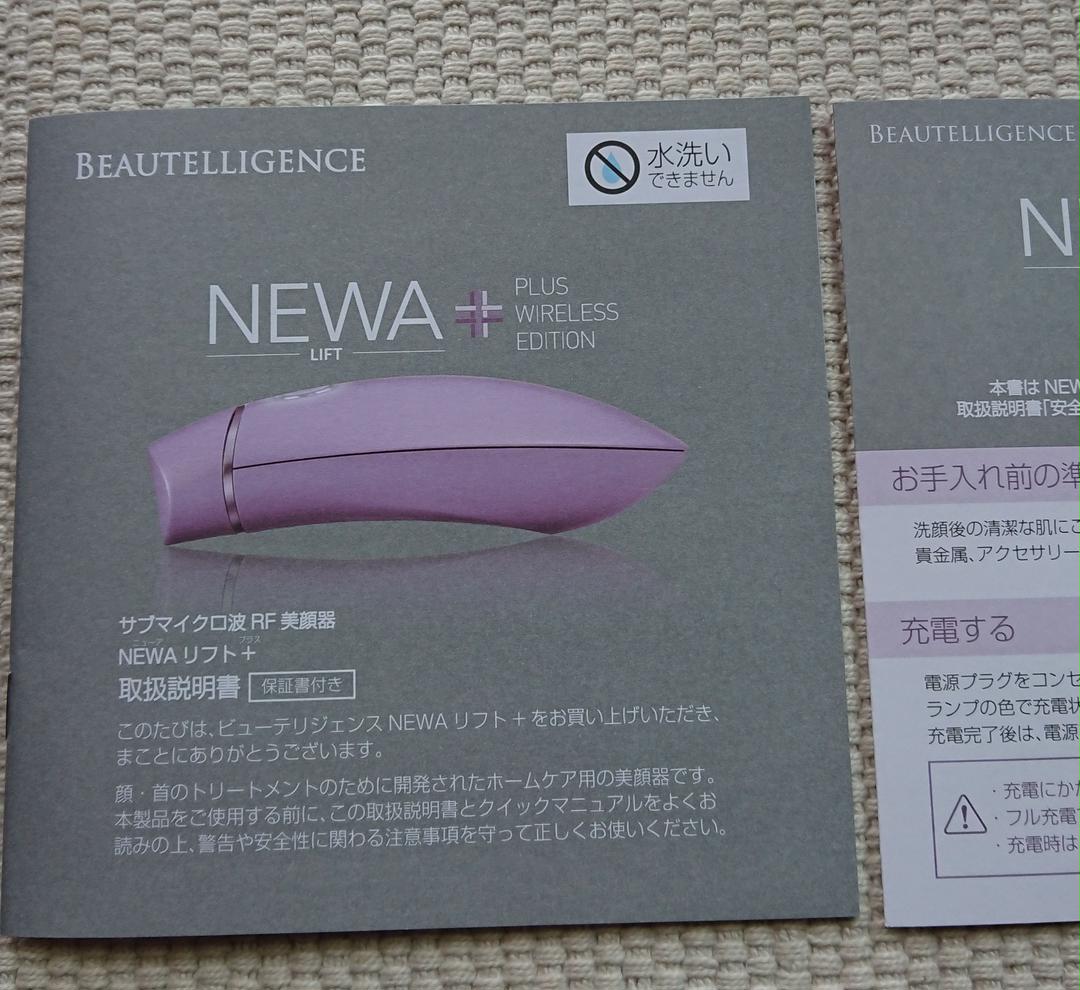 BEAUTELLIGENCE
水洗い
できません
NEWA
LIFT
PLUS
WIRELESS
EDITION
サブマイクロ波 RF 美顔器
ニューア プラス
NEWA リフト+
取扱説明書 保証書付き
このたびは、ビューテリジェンス NEWA リフト+をお買い上げいただき、
まことにありがとうございます。
顔・首のトリートメントのために開発されたホームケア用の美顔器です。
本製品をご使用する前に、この取扱説明書とクイックマニュアルをよくお
読みの上、警告や安全性に関わる注意事項を守って正しくお使いください。
BEAUTELLIGENCE
N
本書は NEW
取扱説明書「安全
お手入れ前の準
洗顔後の清潔な肌にご
貴金属、アクセサリー
充電する
電源プラグをコンセ
ランプの色で充電状
充電完了後は、電源
・充電にかか
・フル充電
・充電時は